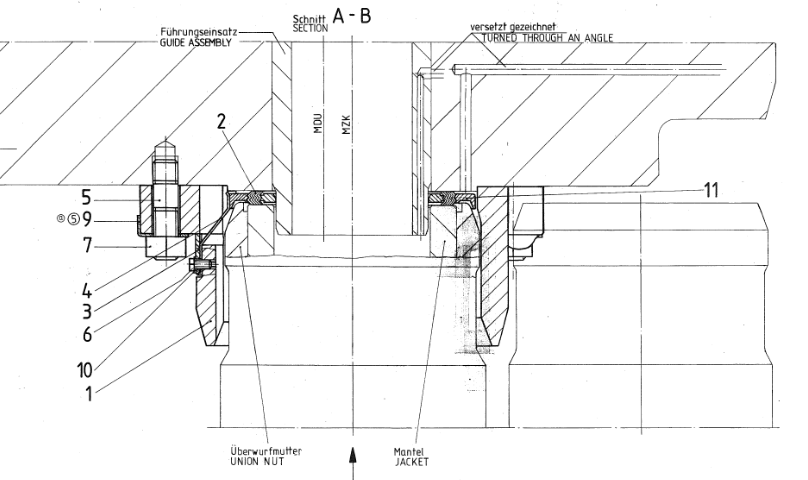 Schnitt
SECTION
A-B
Führungseinsatz
GUIDE ASSEMBLY
versetzt gezeichnet
TURNED THROUGH AN ANGLE
MDU
MZK
2
5
11
⑤ 9
7
4
3
6
10
1
Überwurfmutter
UNION NUT
Mantel
JACKET